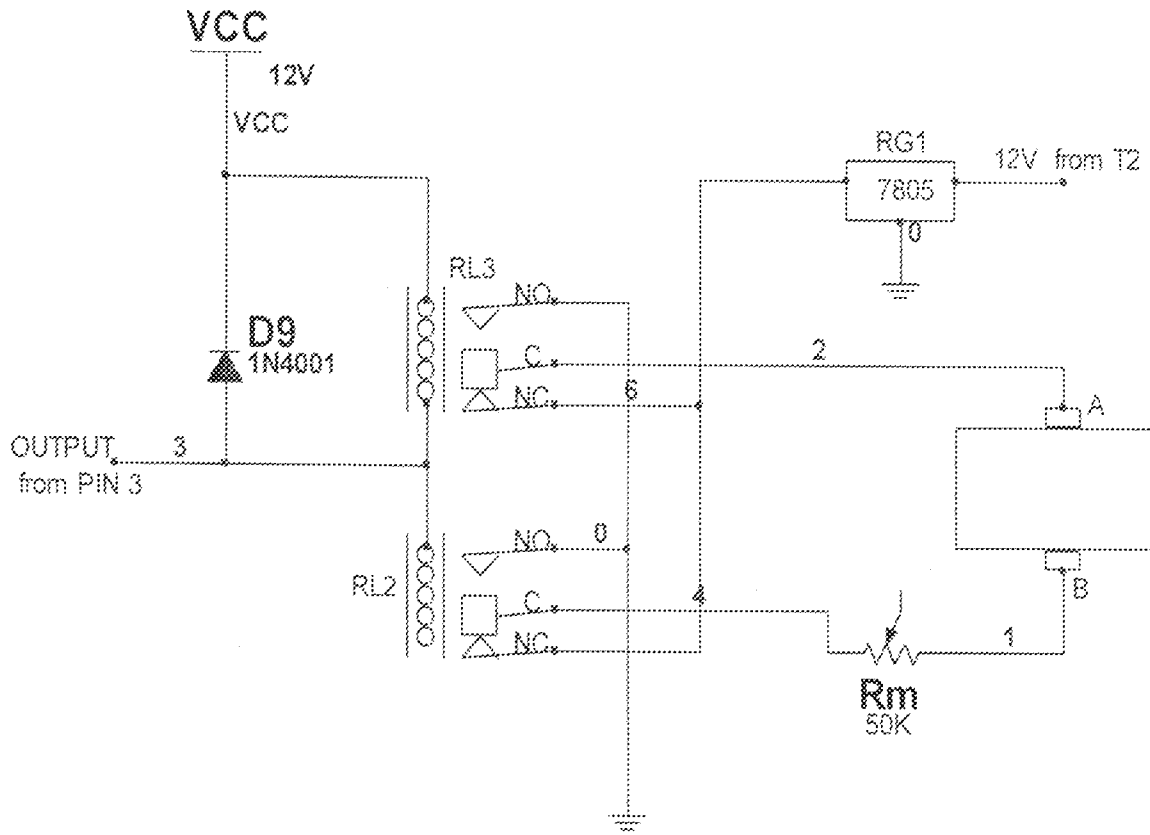 VCC
12V
VCC
RG1
7805
12V from T2
0
RL3
NO
D9
1N4001
C
2
NC
6
A
OUTPUT
from PIN 3
3
NO
0
RL2
C
4
B
NC
1
Rm
50K